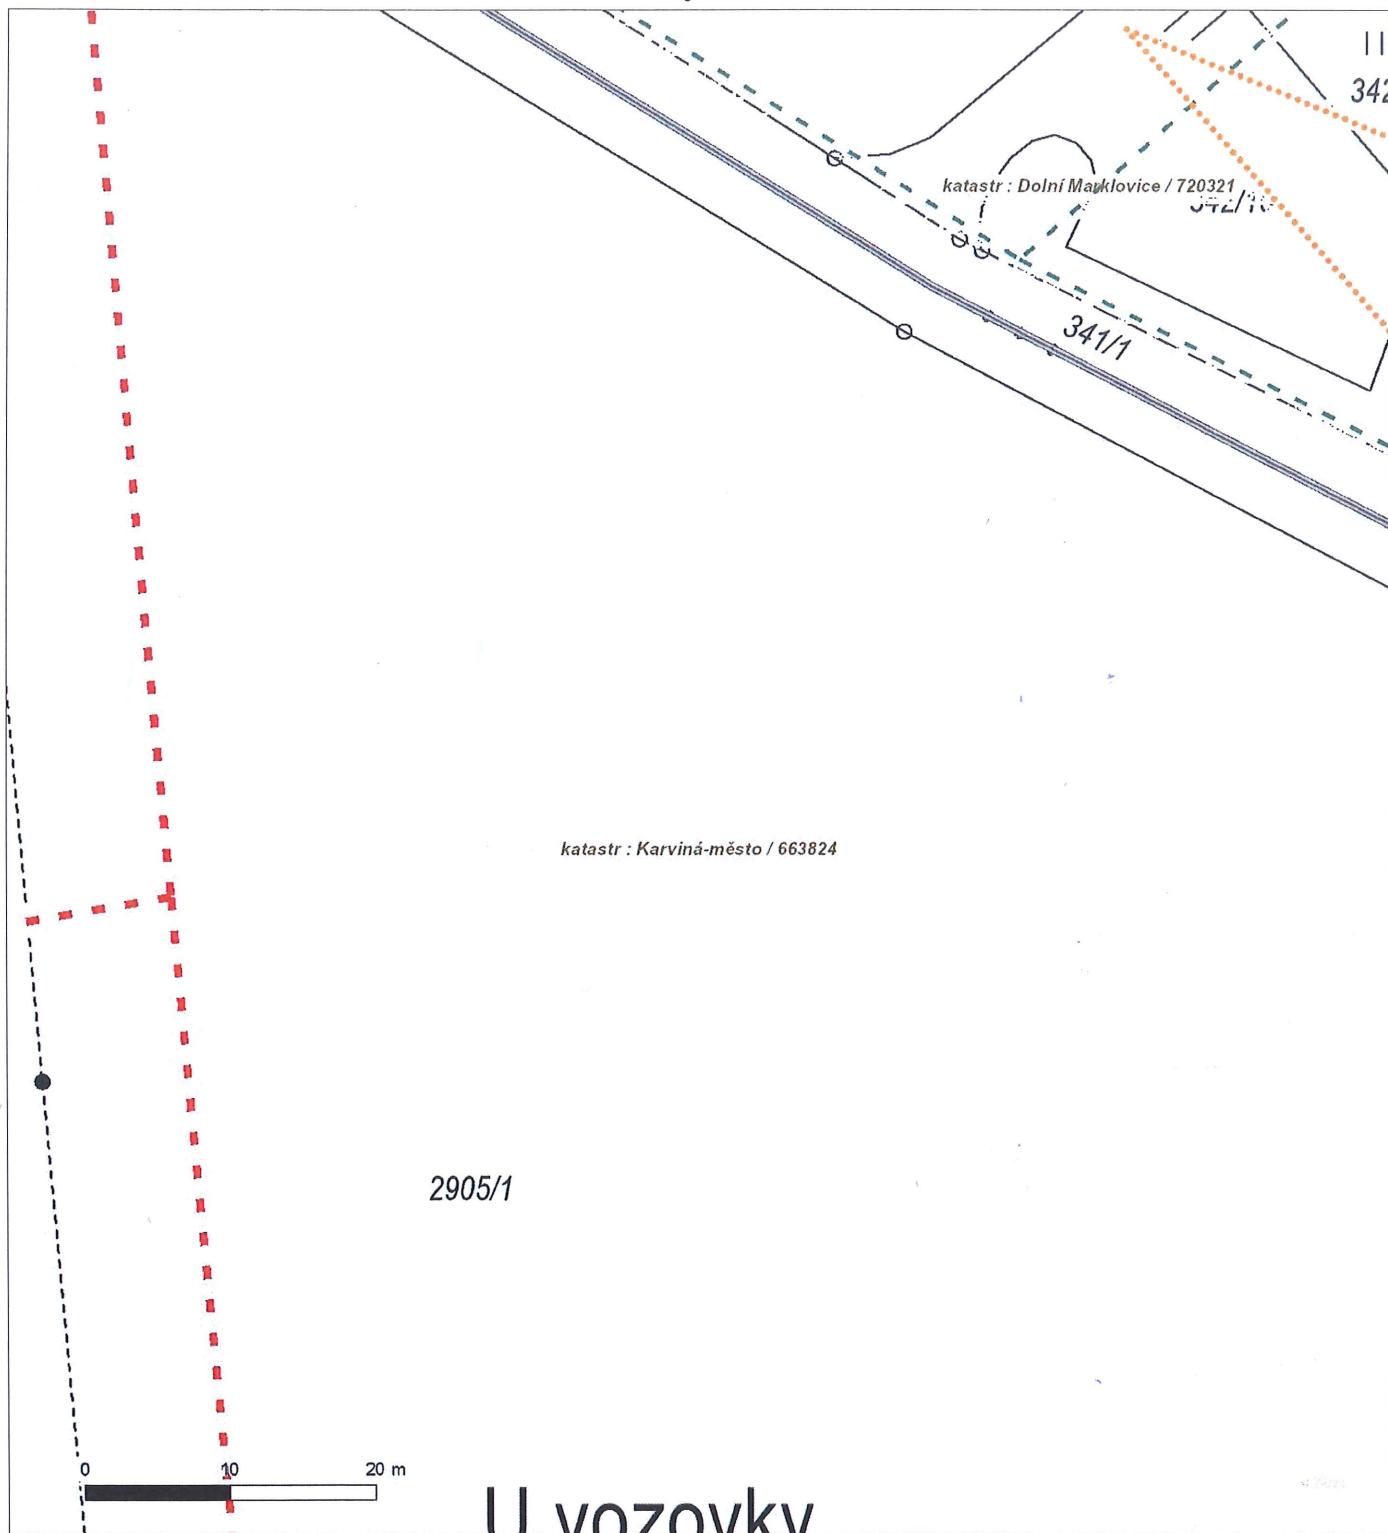 342
katastr : Dolní Marklovice / 720321
341/1
katastr : Karviná-město / 663824
2905/1
0 10 20 m
U vozovky